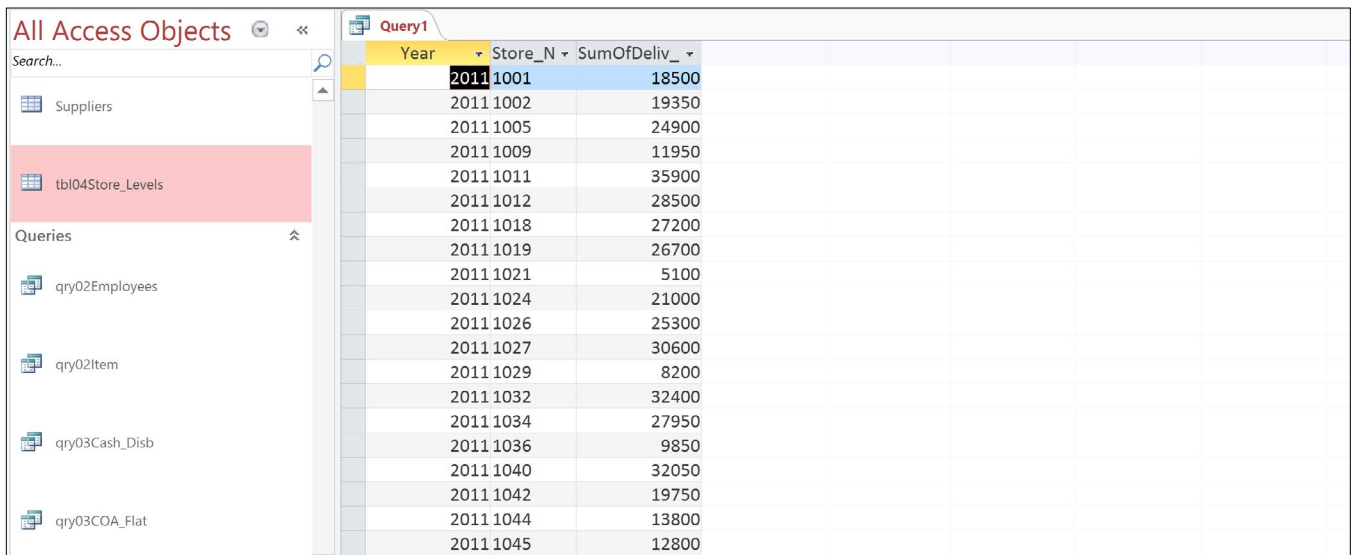 All Access Objects
Search...
Suppliers
tbl04Store_Levels
Queries
qry02Employees
qry02Item
qry03Cash_Disb
qry03COA_Flat
Query1
Year Store_N SumOfDeliv_
2011 1001 18500
2011 1002 19350
2011 1005 24900
2011 1009 11950
2011 1011 35900
2011 1012 28500
2011 1018 27200
2011 1019 26700
2011 1021 5100
2011 1024 21000
2011 1026 25300
2011 1027 30600
2011 1029 8200
2011 1032 32400
2011 1034 27950
2011 1036 9850
2011 1040 32050
2011 1042 19750
2011 1044 13800
2011 1045 12800